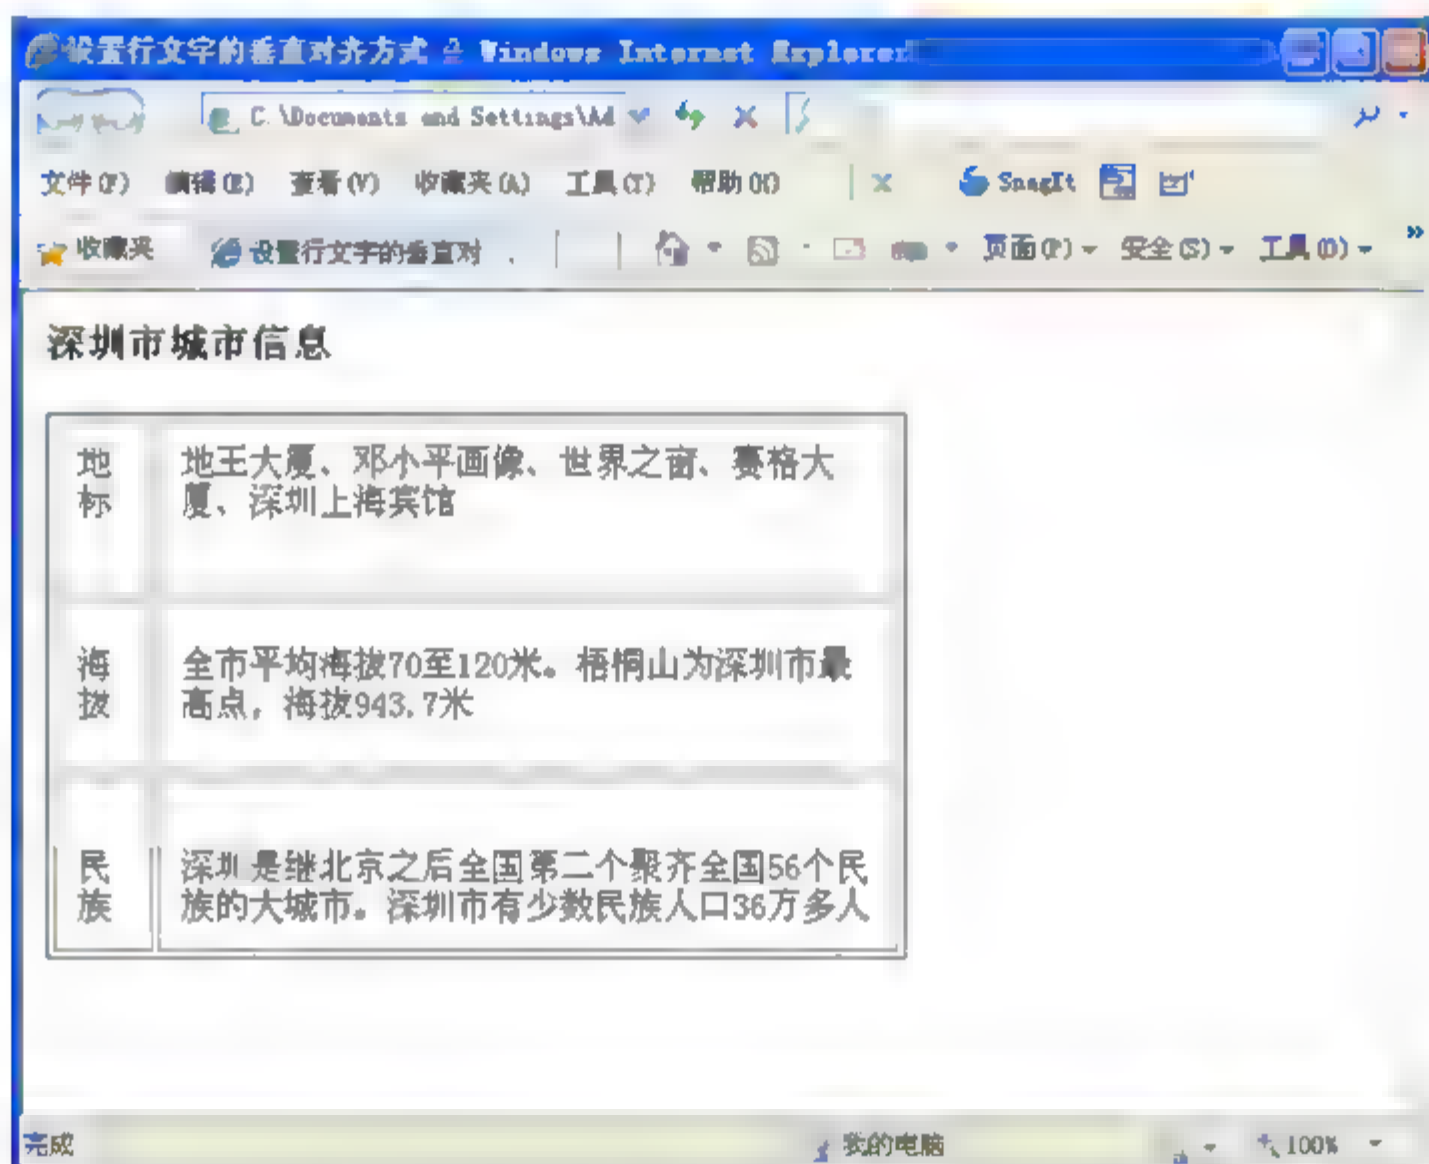 设置行文字的垂直对齐方式 - Windows Internet Explorer
C:\Documents and Settings\Ad
文件(F) 编辑(E) 查看(V) 收藏夹(A) 工具(T) 帮助(H) SnagIt
收藏夹 设置行文字的垂直对 页面(P) 安全(S) 工具(O)
深圳市城市信息
地标
地王大厦、邓小平画像、世界之窗、赛格大
厦、深圳上海宾馆
海拔
全市平均海拔70至120米。梧桐山为深圳市最
高点，海拔943.7米
民族
深圳是继北京之后全国第二个聚齐全国56个民
族的大城市。深圳市有少数民族人口36万多人
完成 我的电脑 100%